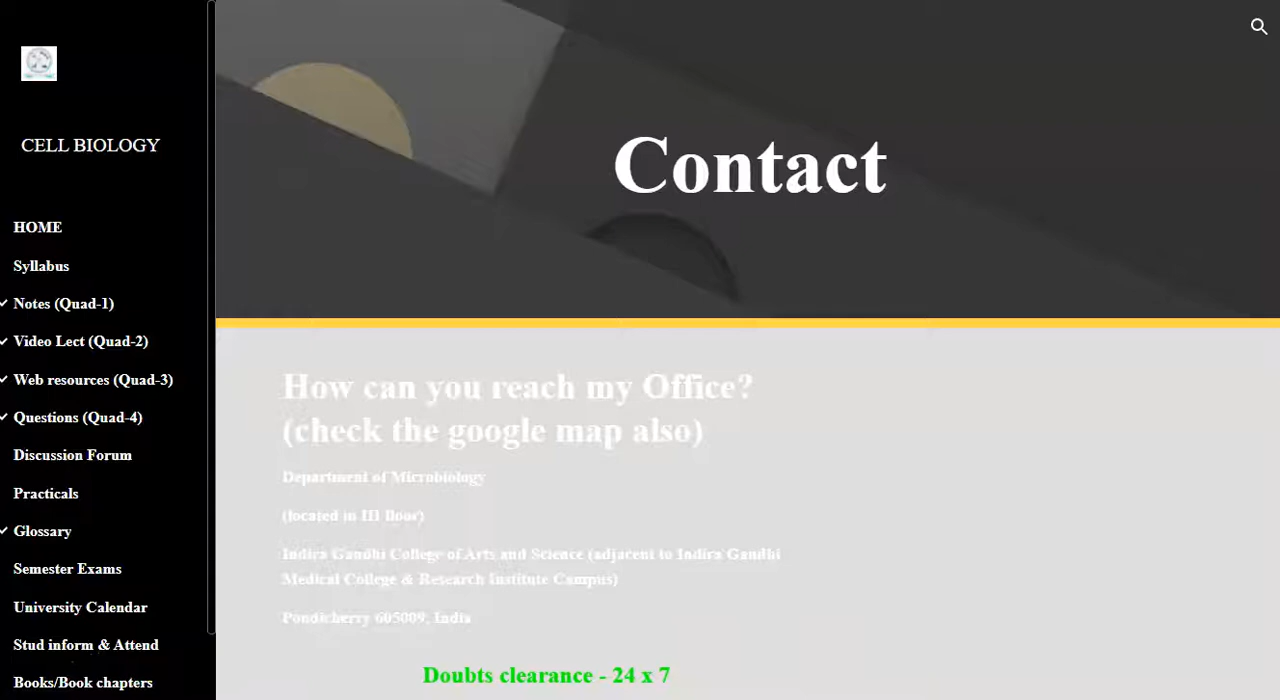 CELL BIOLOGY
HOME
Syllabus
Notes (Quad-1)
Video Lect (Quad-2)
Web resources (Quad-3)
Questions (Quad-4)
Discussion Forum
Practicals
Glossary
Semester Exams
University Calendar
Stud inform & Attend
Books/Book chapters
Contact
How can you reach my Office?
(check the google map also)
Department of Microbiology
(located in III floor)
Indira Gandhi College of Arts and Science (adjacent to Indira Gandhi
Medical College & Research Institute Campus)
Pondicherry 605009, India
Doubts clearance - 24 x 7